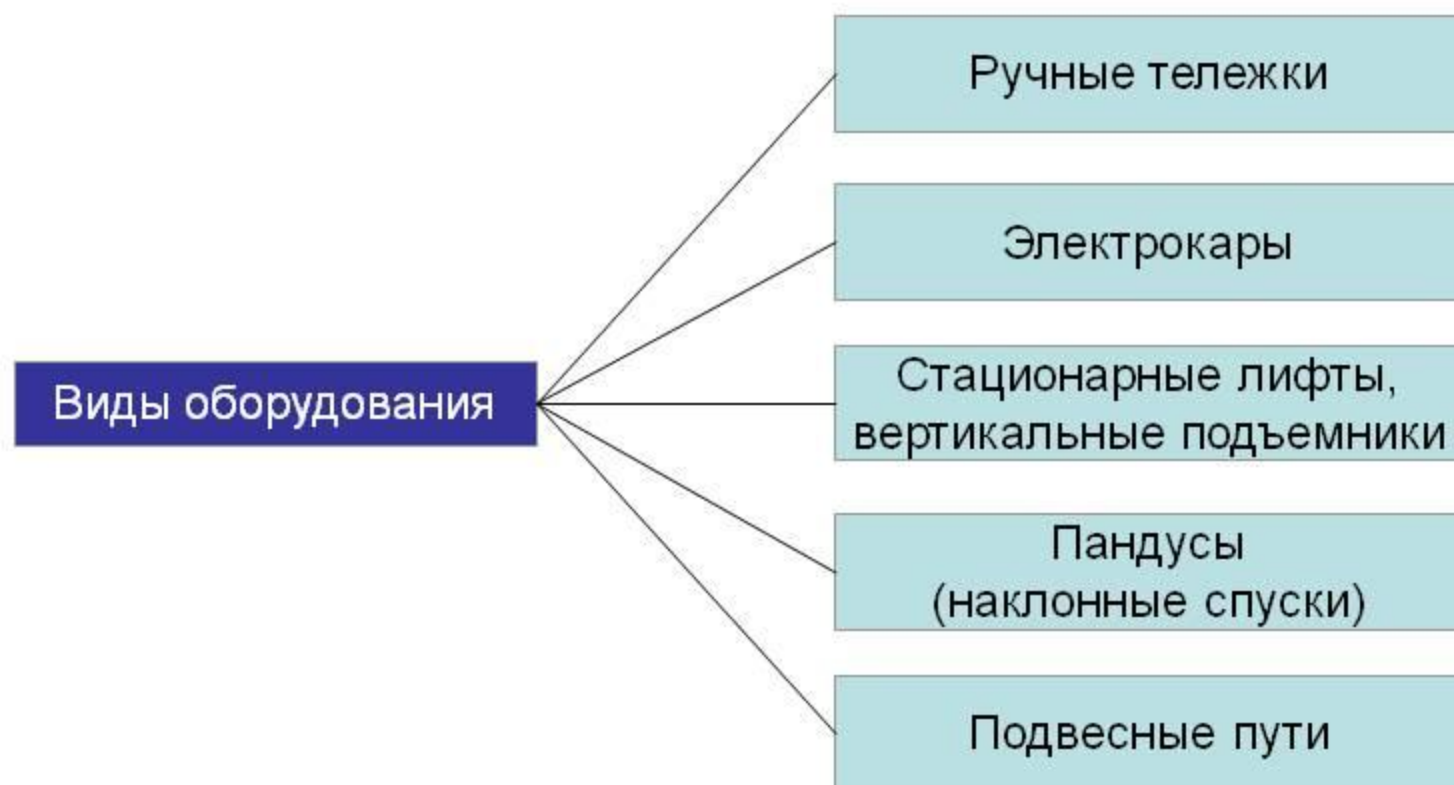 Виды оборудования
Ручные тележки
Электрокары
Стационарные лифты,
вертикальные подъемники
Пандусы
(наклонные спуски)
Подвесные пути